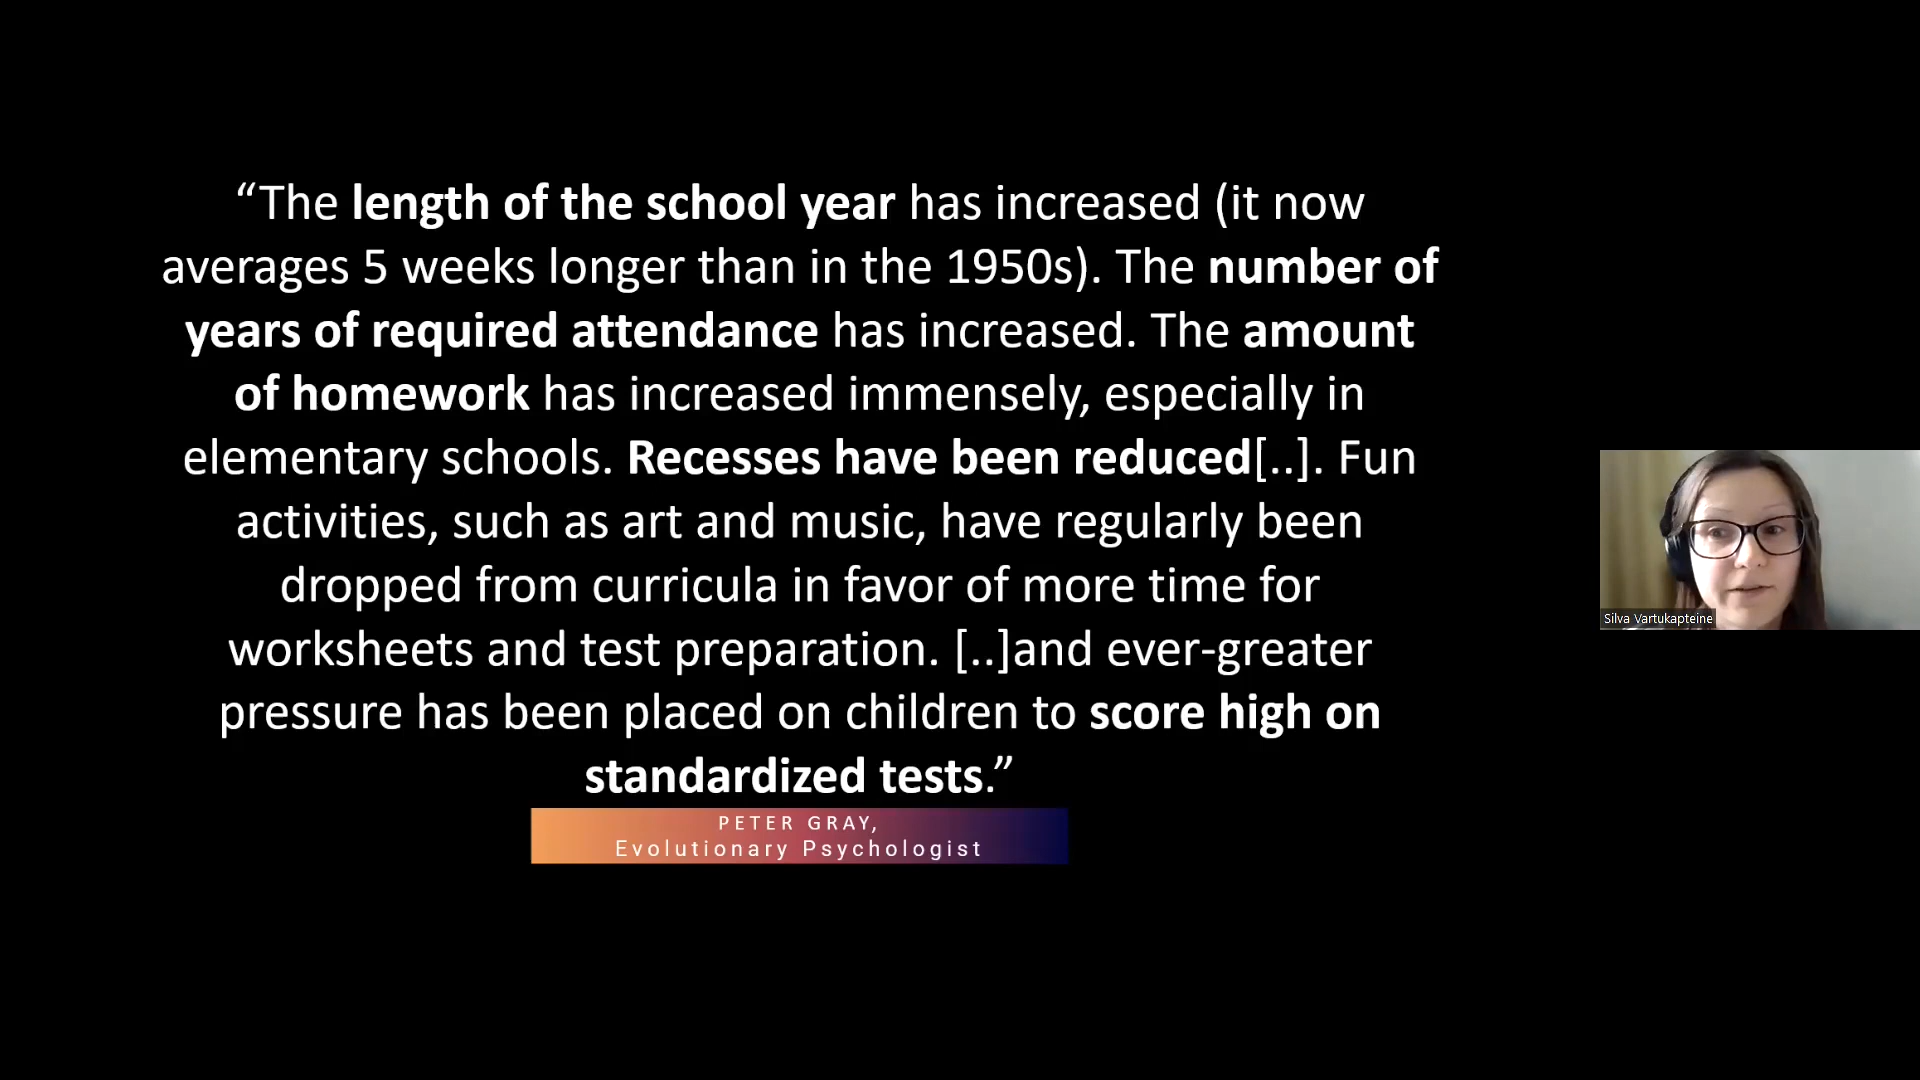 “The length of the school year has increased (it now
averages 5 weeks longer than in the 1950s). The number of
years of required attendance has increased. The amount
of homework has increased immensely, especially in
elementary schools. Recesses have been reduced[..]. Fun
activities, such as art and music, have regularly been
dropped from curricula in favor of more time for
worksheets and test preparation. [..]and ever-greater
pressure has been placed on children to score high on
standardized tests.”
PETER GRAY,
Evolutionary Psychologist
Silva Vartukapteine